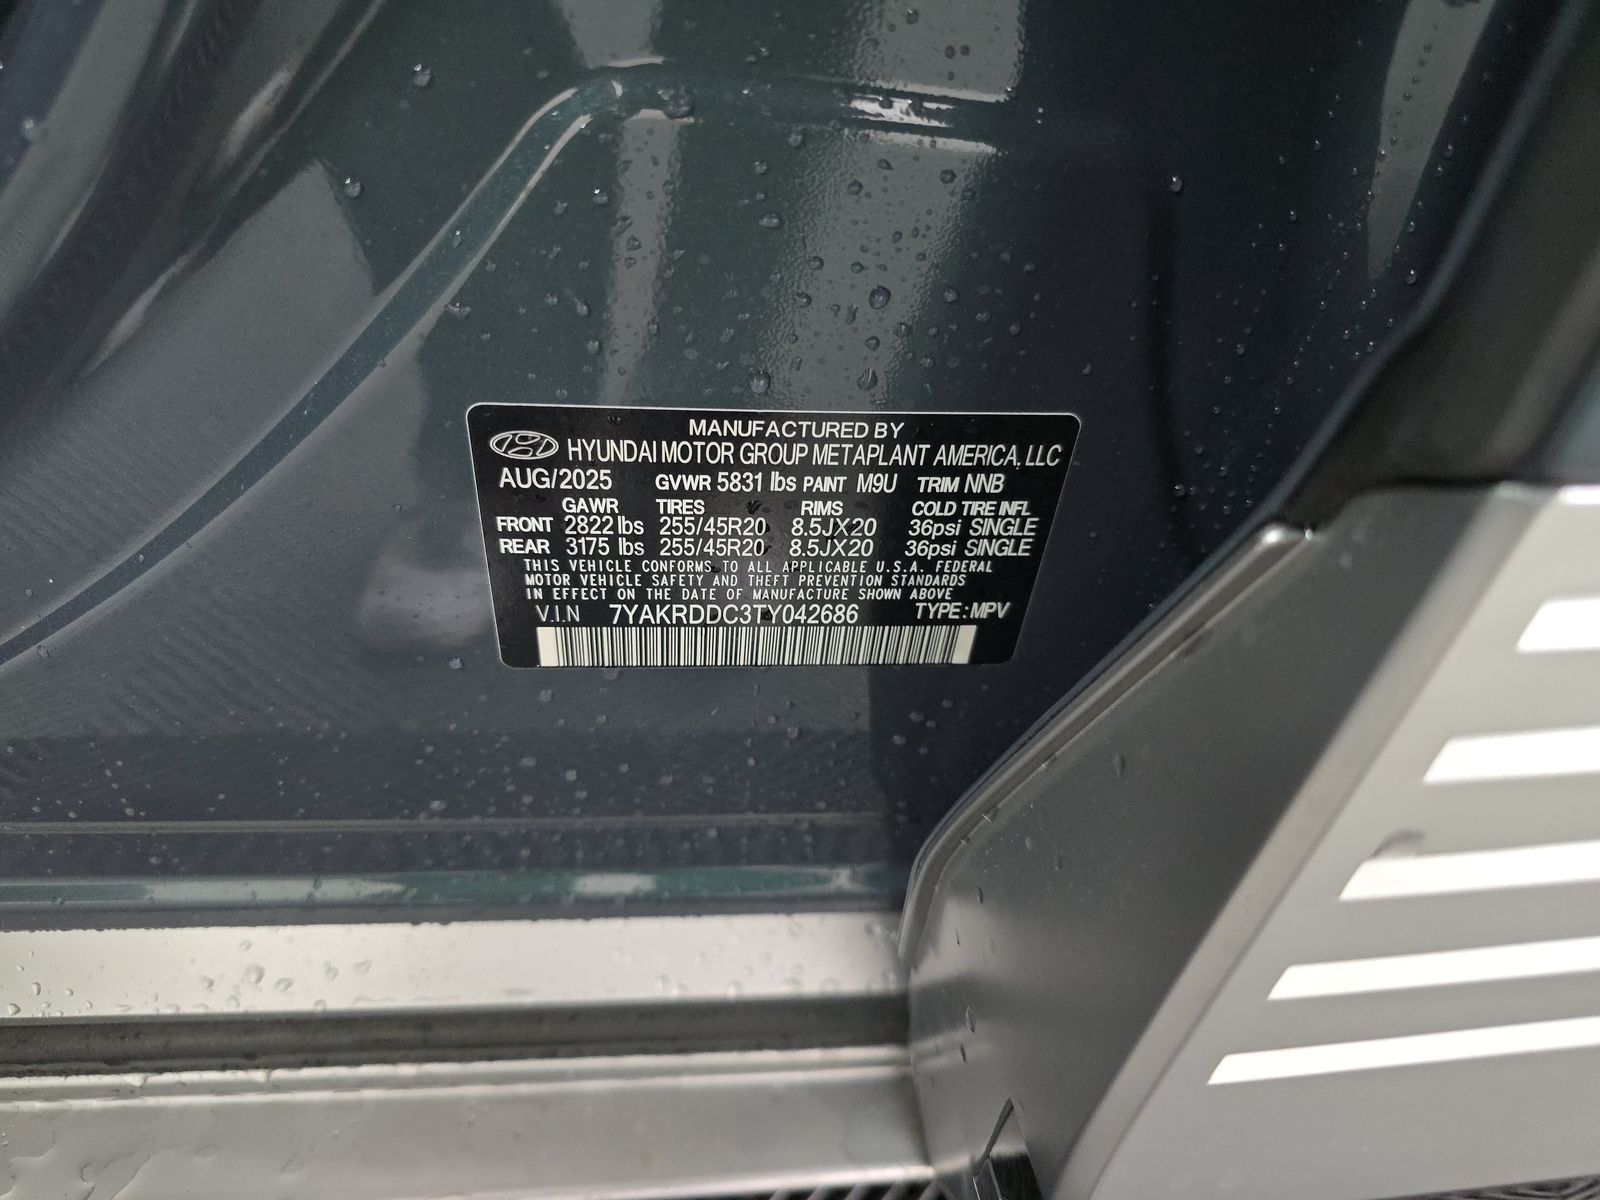 MANUFACTURED BY
HYUNDAI MOTOR GROUP METAPLANT AMERICA, LLC
AUG/2025 GVWR 5831 lbs PAINT M9U TRIM NNB
GAWR TIRES RIMS COLD TIRE INFL
FRONT 2822 lbs 255/45R20 8.5JX20 36psi SINGLE
REAR 3175 lbs 255/45R20 8.5JX20 36psi SINGLE
THIS VEHICLE CONFORMS TO ALL APPLICABLE U.S.A. FEDERAL
MOTOR VEHICLE SAFETY AND THEFT PREVENTION STANDARDS
IN EFFECT ON THE DATE OF MANUFACTURE SHOWN ABOVE
V.I.N 7YAKRDDC3TY042686 TYPE: MPV